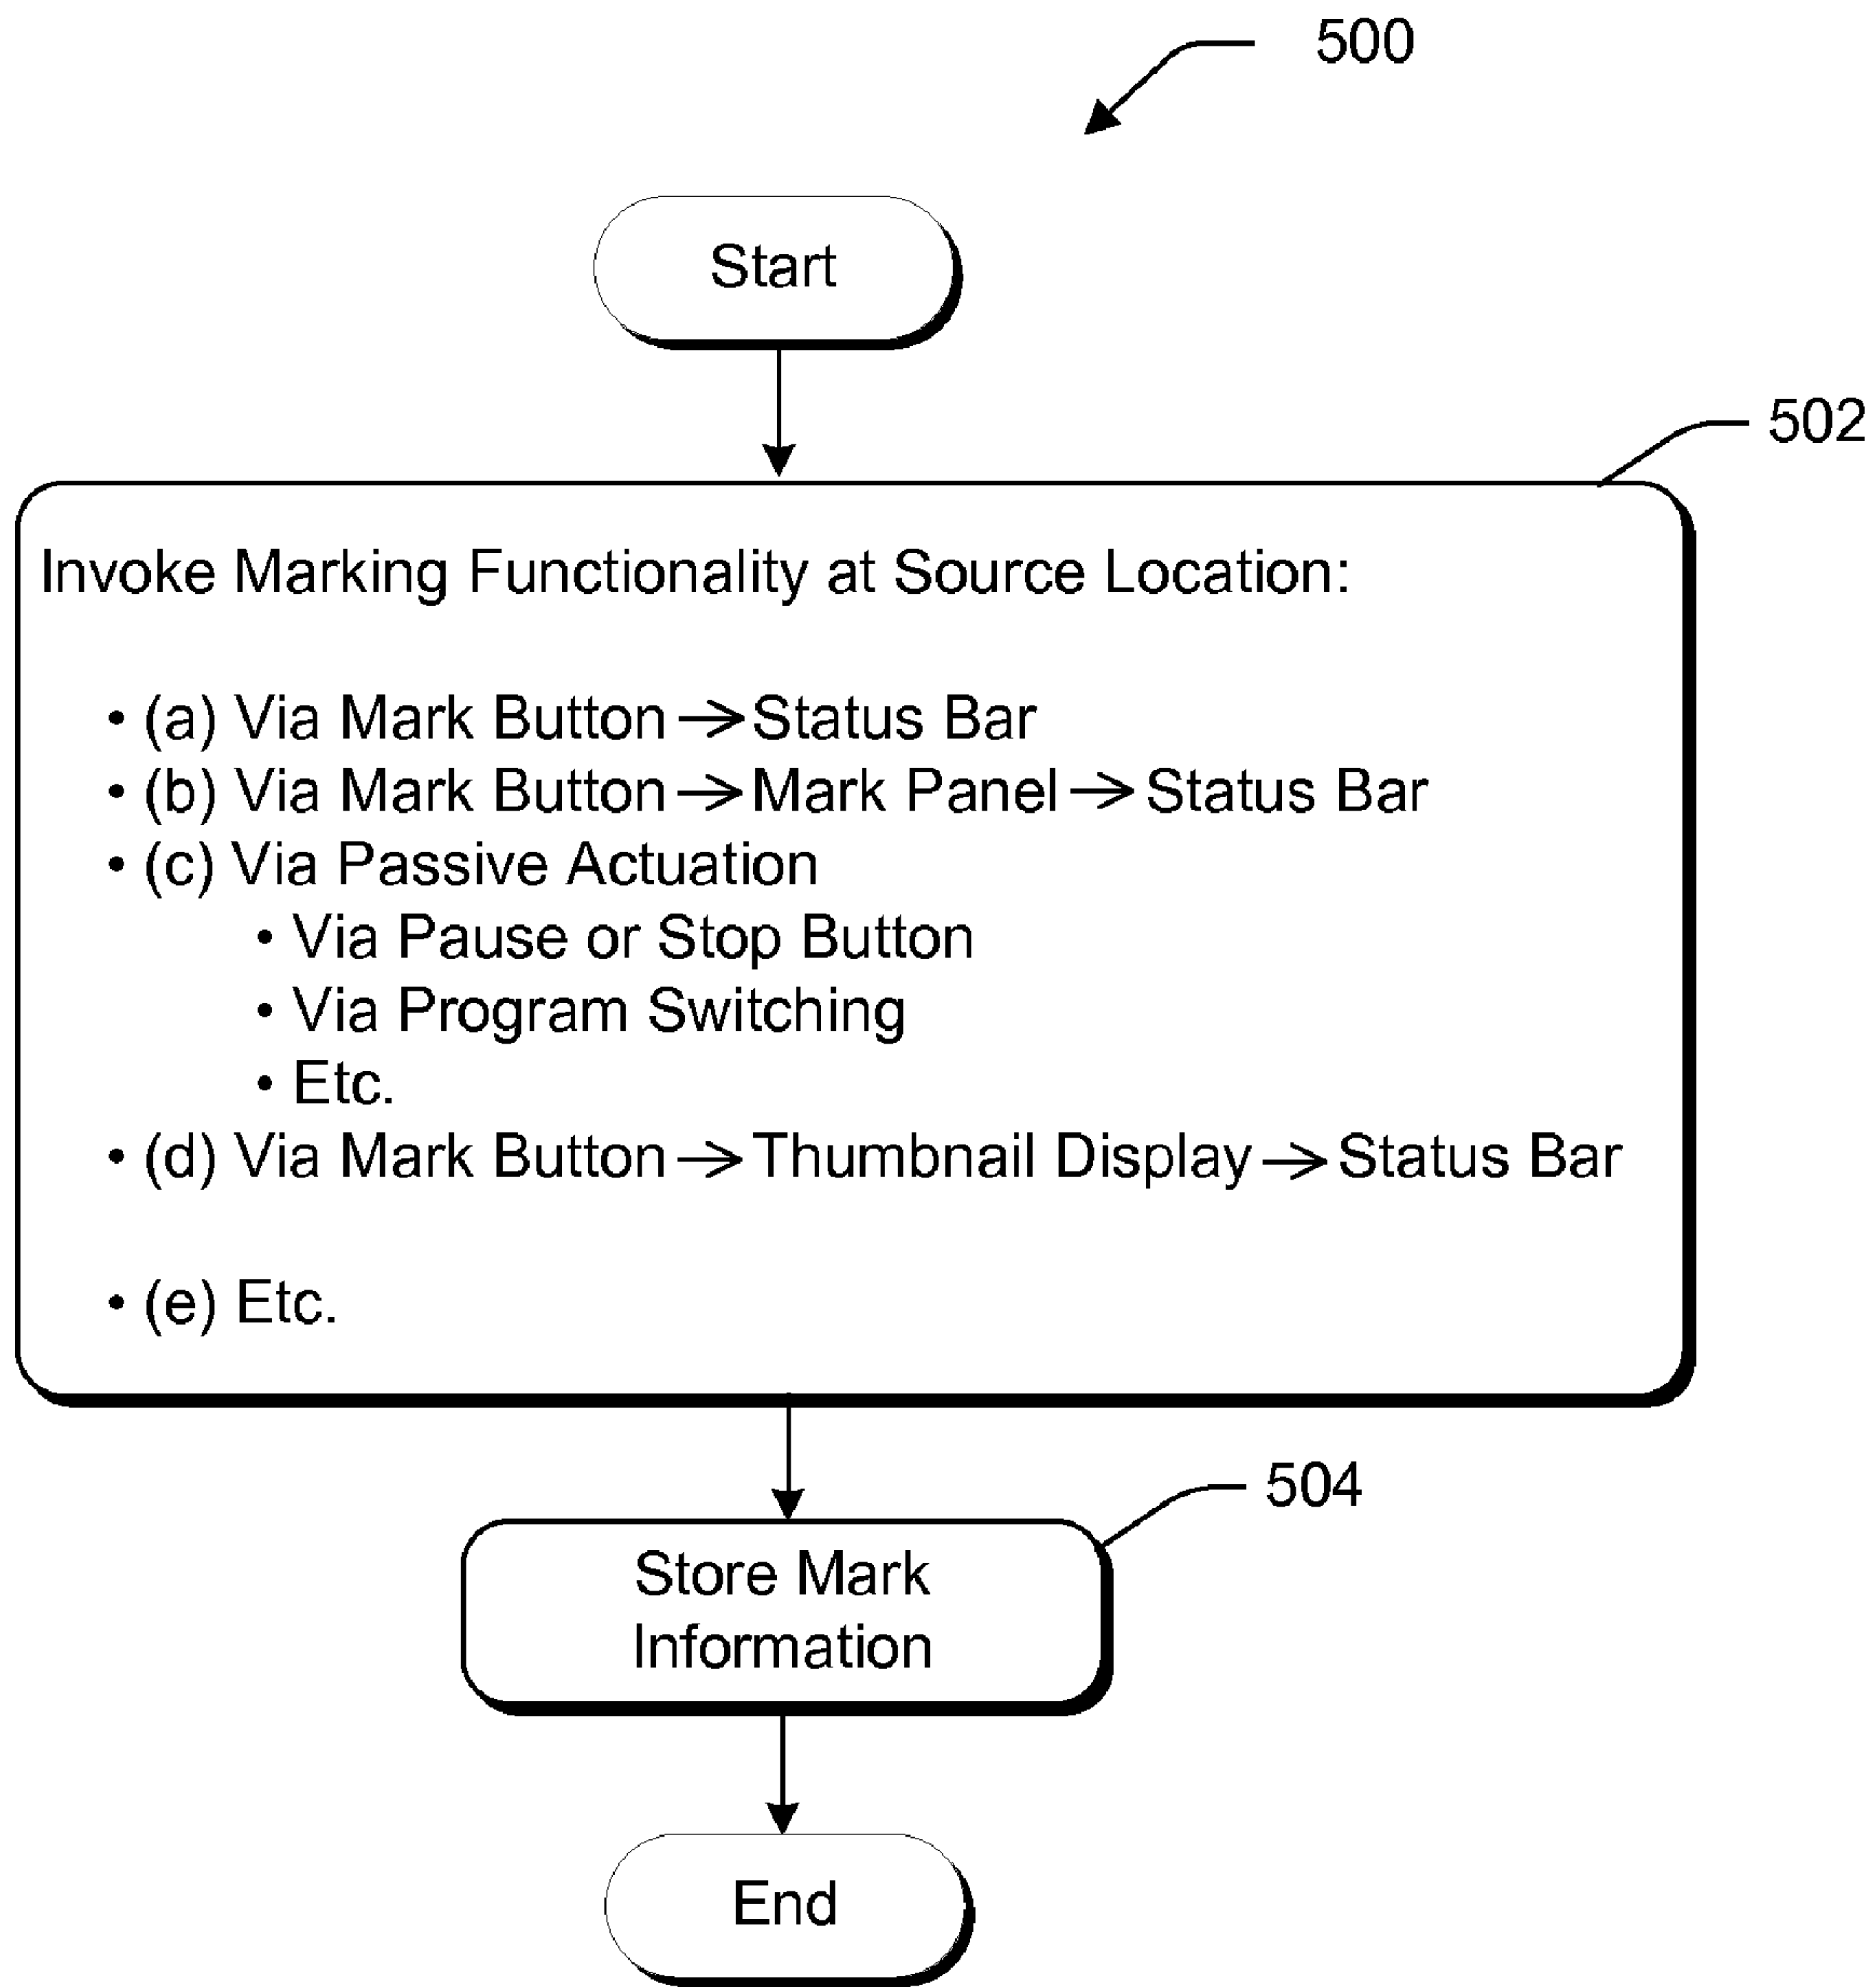 500
Start
502
Invoke Marking Functionality at Source Location:
• (a) Via Mark Button → Status Bar
• (b) Via Mark Button → Mark Panel → Status Bar
• (c) Via Passive Actuation
• Via Pause or Stop Button
• Via Program Switching
• Etc.
• (d) Via Mark Button → Thumbnail Display → Status Bar
• (e) Etc.
504
Store Mark
Information
End